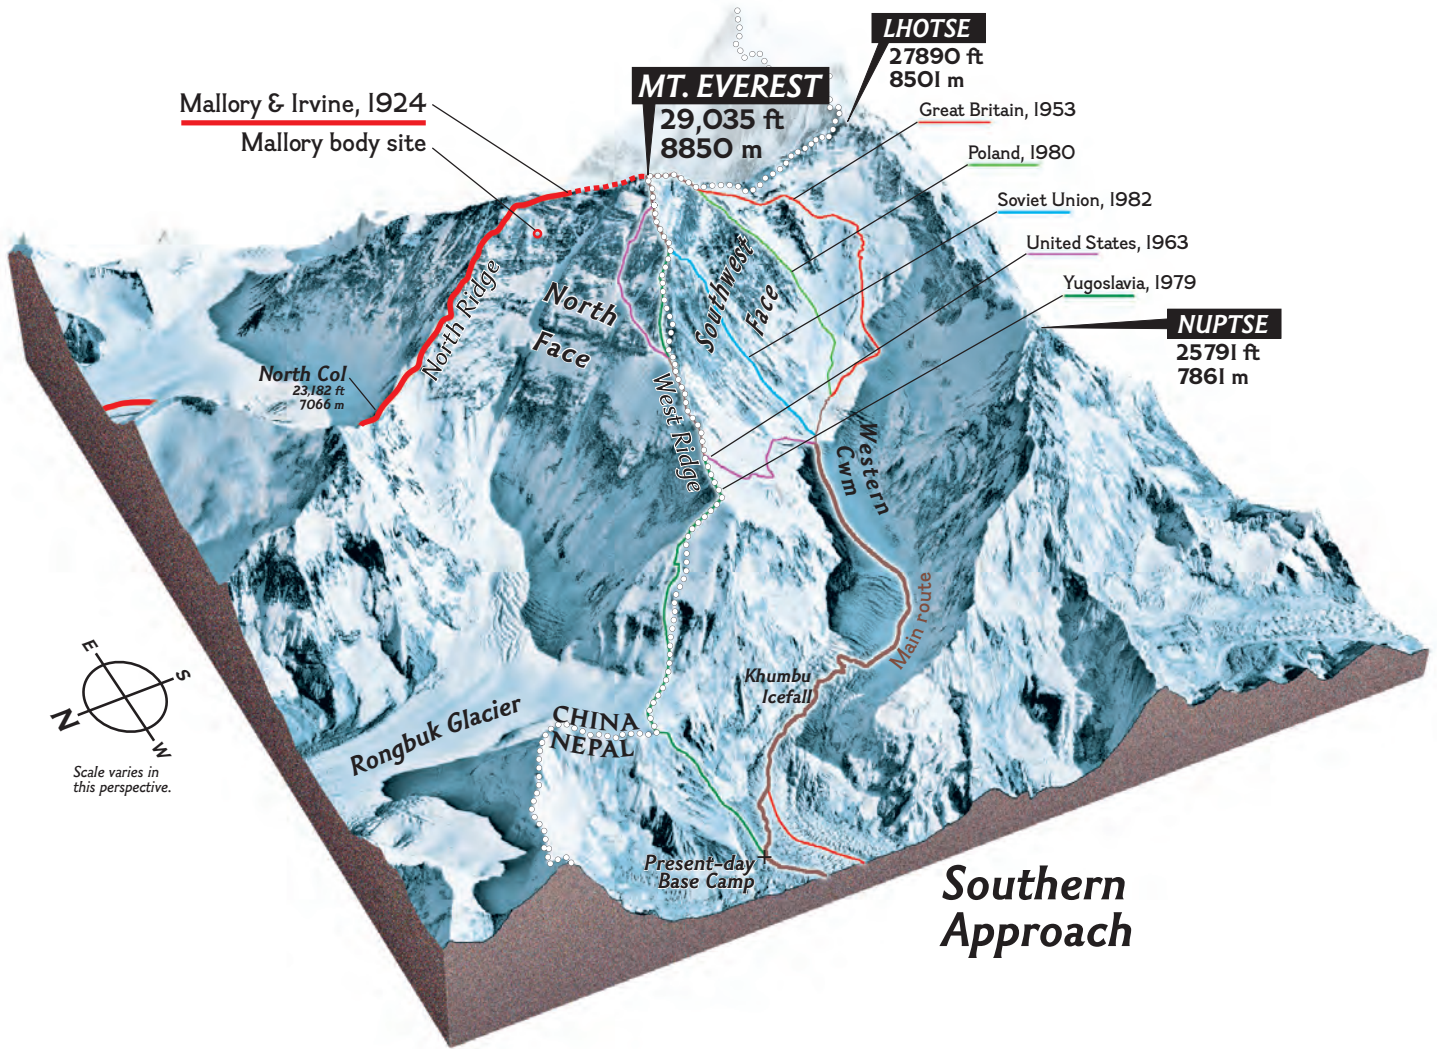 LHOTSE
27890 ft
8501 m
MT. EVEREST
29,035 ft
8850 m
Mallory & Irvine, 1924
Mallory body site
Great Britain, 1953
Poland, 1980
Soviet Union, 1982
United States, 1963
Yugoslavia, 1979
NUPTSE
25791 ft
7861 m
North Ridge
North
Face
Southwest
Face
North Col
23,182 ft
7066 m
West Ridge
Western
Cwm
Main route
Khumbu
Icefall
E
S
N
W
Scale varies in
this perspective.
Rongbuk Glacier
CHINA
NEPAL
Present-day
Base Camp
Southern
Approach